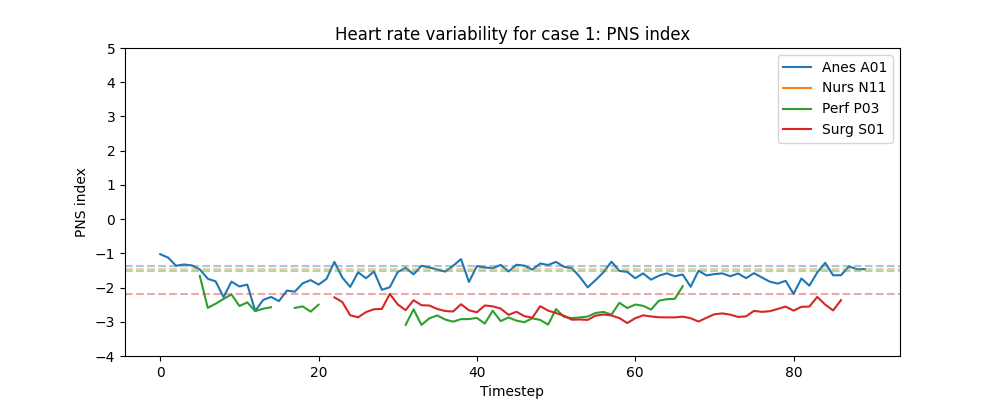 Heart rate variability for case 1: PNS index
5
4
3
2
1
0
−1
−2
−3
−4
PNS index
Anes A01
Nurs N11
Perf P03
Surg S01
0 20 40 60 80
Timestep